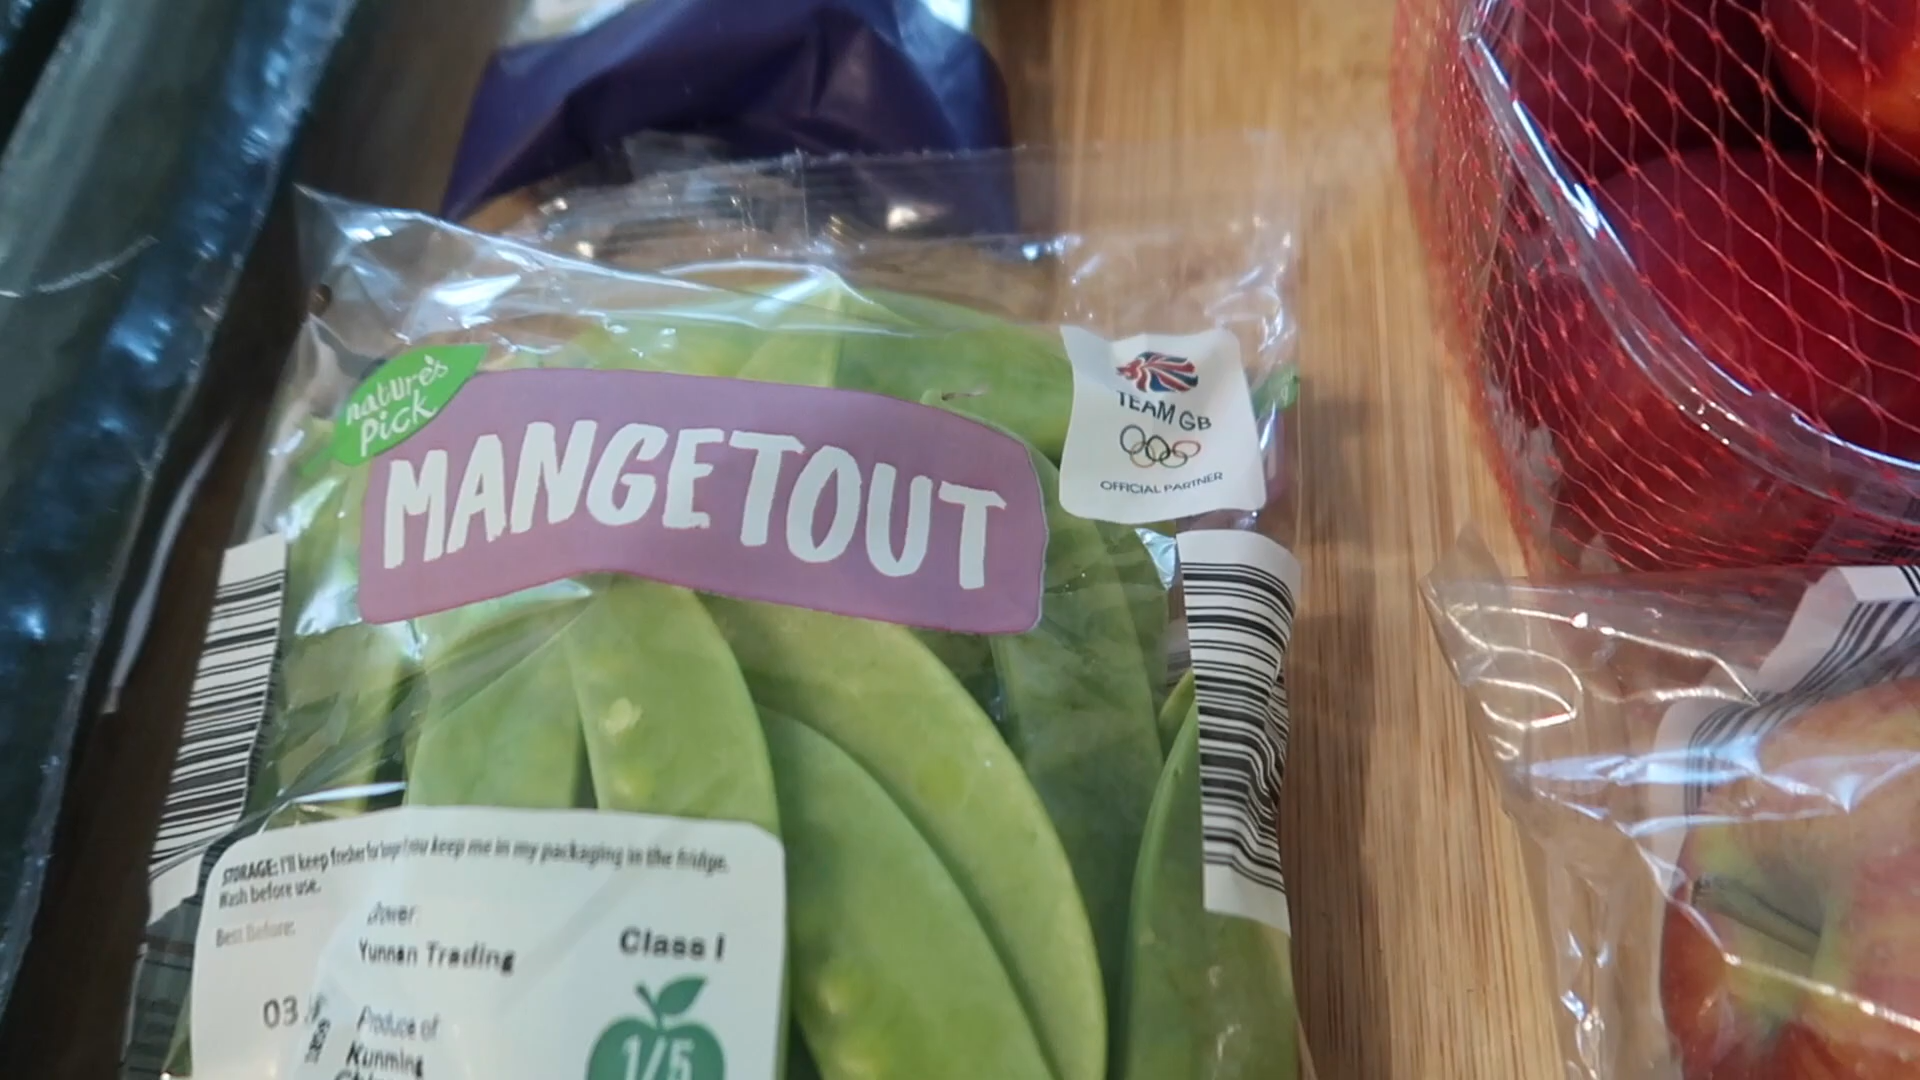 nature's
pick
MANGETOUT
TEAM GB
OFFICIAL PARTNER
STORAGE: I'll keep fresher for longer if you keep me in my packaging in the fridge.
Wash before use.
Best Before:
Grower:
Yunnan Trading
Class I
03
Produce of
Kunming
1/5